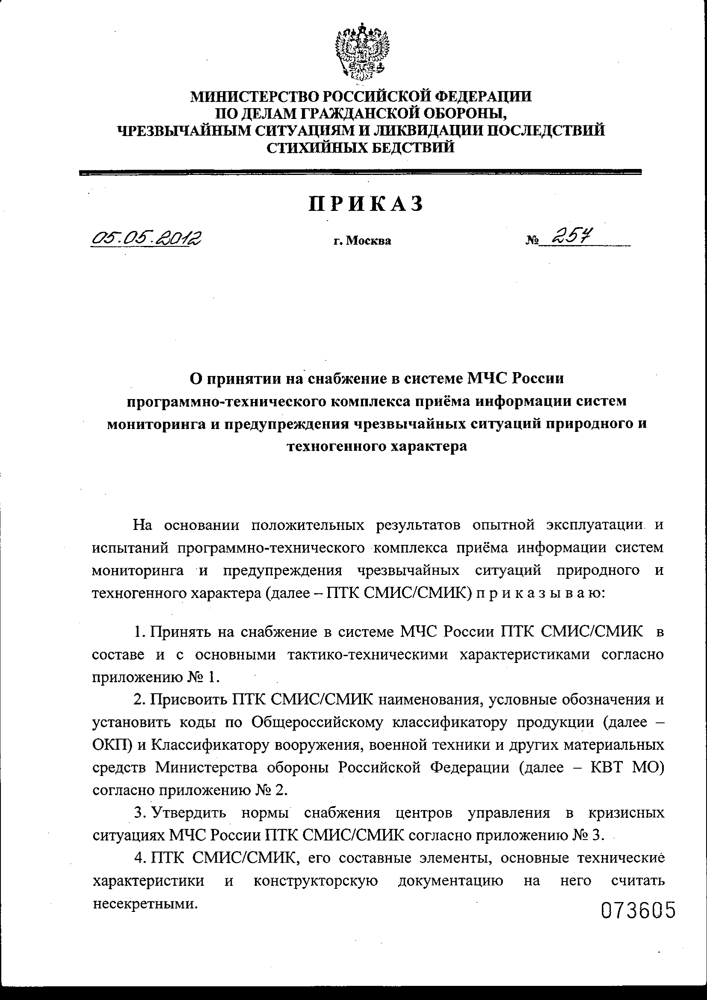 МИНИСТЕРСТВО РОССИЙСКОЙ ФЕДЕРАЦИИ
ПО ДЕЛАМ ГРАЖДАНСКОЙ ОБОРОНЫ,
ЧРЕЗВЫЧАЙНЫМ СИТУАЦИЯМ И ЛИКВИДАЦИИ ПОСЛЕДСТВИЙ
СТИХИЙНЫХ БЕДСТВИЙ
ПРИКАЗ
05.05.2012 г. Москва № 257
О принятии на снабжение в системе МЧС России
программно-технического комплекса приёма информации систем
мониторинга и предупреждения чрезвычайных ситуаций природного и
техногенного характера
На основании положительных результатов опытной эксплуатации и
испытаний программно-технического комплекса приёма информации систем
мониторинга и предупреждения чрезвычайных ситуаций природного и
техногенного характера (далее – ПТК СМИС/СМИК) п р и к а з ы в а ю:
1. Принять на снабжение в системе МЧС России ПТК СМИС/СМИК в
составе и с основными тактико-техническими характеристиками согласно
приложению № 1.
2. Присвоить ПТК СМИС/СМИК наименования, условные обозначения и
установить коды по Общероссийскому классификатору продукции (далее –
ОКП) и Классификатору вооружения, военной техники и других материальных
средств Министерства обороны Российской Федерации (далее – КВТ МО)
согласно приложению № 2.
3. Утвердить нормы снабжения центров управления в кризисных
ситуациях МЧС России ПТК СМИС/СМИК согласно приложению № 3.
4. ПТК СМИС/СМИК, его составные элементы, основные технические
характеристики и конструкторскую документацию на него считать
несекретными.
073605